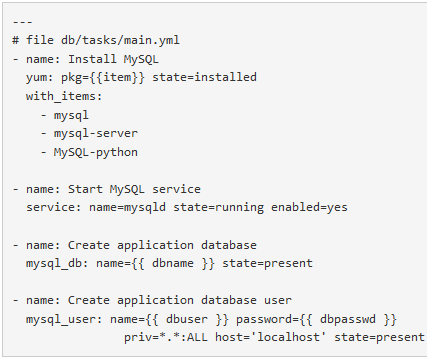 ---
# file db/tasks/main.yml
- name: Install MySQL
  yum: pkg={{item}} state=installed
  with_items:
    - mysql
    - mysql-server
    - MySQL-python

- name: Start MySQL service
  service: name=mysqld state=running enabled=yes

- name: Create application database
  mysql_db: name={{ dbname }} state=present

- name: Create application database user
  mysql_user: name={{ dbuser }} password={{ dbpasswd }}
              priv=*.*:ALL host='localhost' state=present